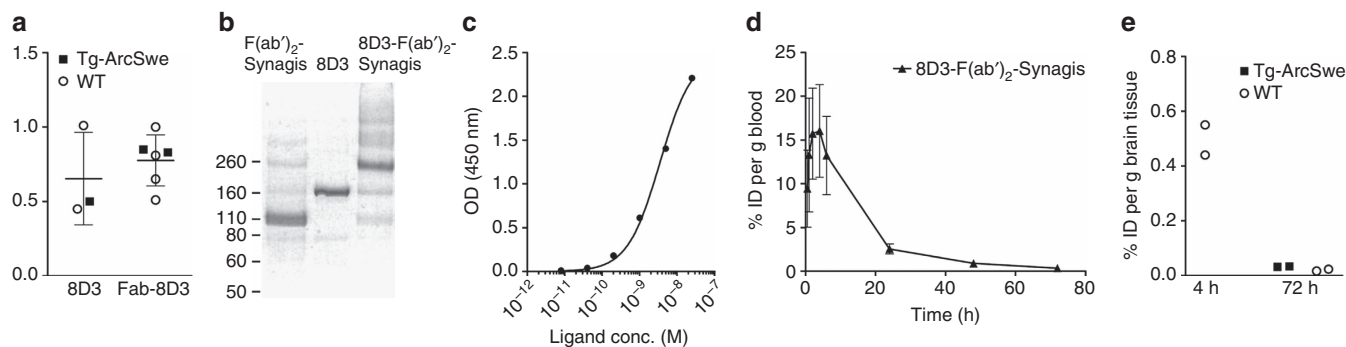 a
Tg-ArcSwe
WT
1.5
1.0
0.5
0.0
8D3
Fab-8D3
b
F(ab′)₂-
Synagis
8D3
8D3-F(ab′)₂-
Synagis
260
160
110
80
60
50
c
OD (450 nm)
2.5
2.0
1.5
1.0
0.5
0.0
10⁻¹²
10⁻¹¹
10⁻¹⁰
10⁻⁹
10⁻⁸
10⁻⁷
Ligand conc. (M)
d
% ID per g blood
25
20
15
10
5
0
8D3-F(ab′)₂-Synagis
0
20
40
60
80
Time (h)
e
% ID per g brain tissue
0.8
0.6
0.4
0.2
0.0
Tg-ArcSwe
WT
4 h
72 h